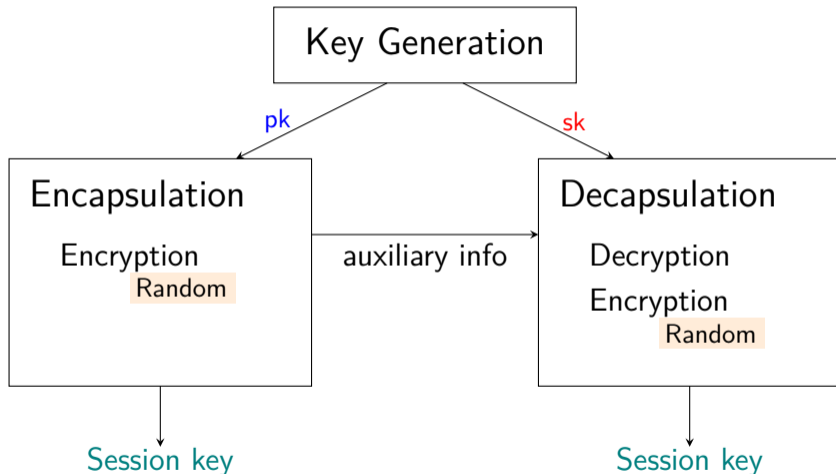 Key Generation
pk
sk
Encapsulation
Encryption
Random
auxiliary info
Decapsulation
Decryption
Encryption
Random
Session key
Session key